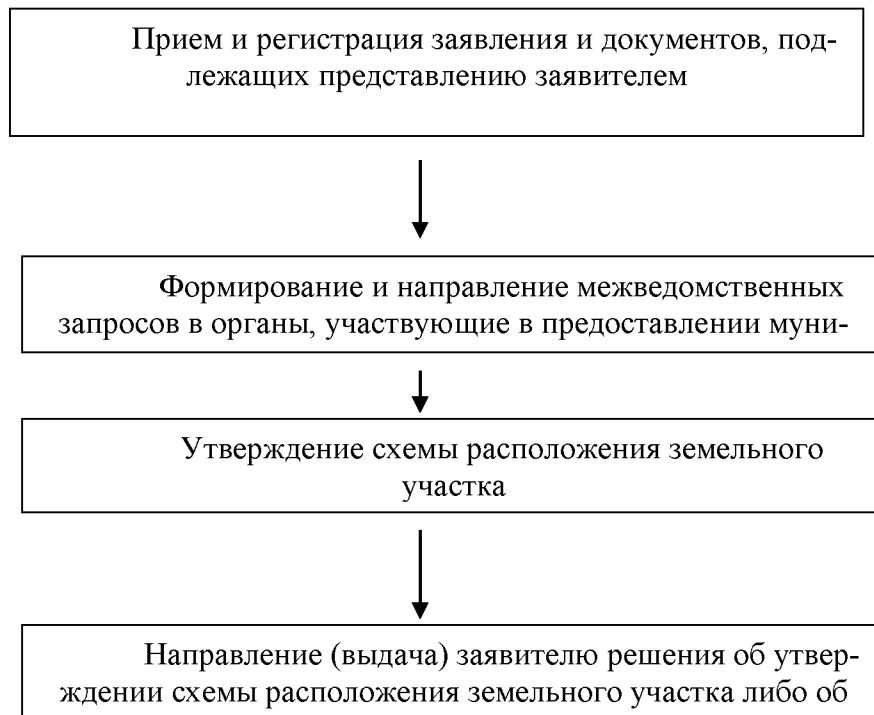 Прием и регистрация заявления и документов, под-
лежащих представлению заявителем
Формирование и направление межведомственных
запросов в органы, участвующие в предоставлении муни-
Утверждение схемы расположения земельного
участка
Направление (выдача) заявителю решения об утвер-
ждении схемы расположения земельного участка либо об